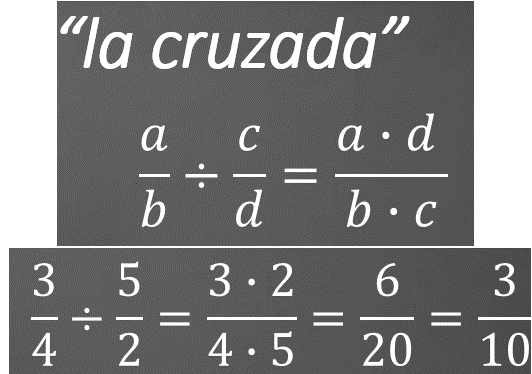 “la cruzada”
a/b ÷ c/d = a · d / b · c
3/4 ÷ 5/2 = 3 · 2 / 4 · 5 = 6/20 = 3/10